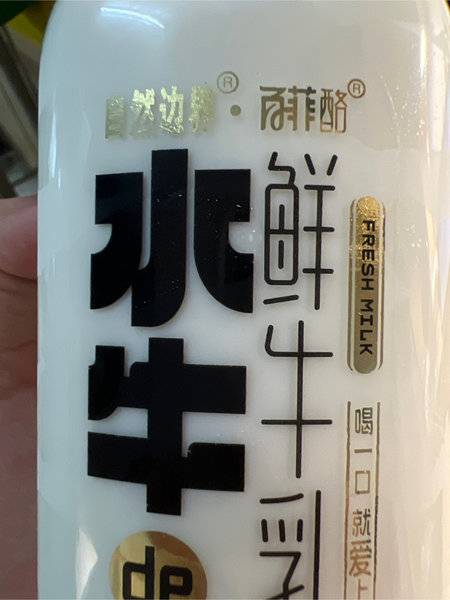 自然边界® · 百菲酪®
水牛
de
鲜牛乳
FRESH MILK
喝一口就爱上